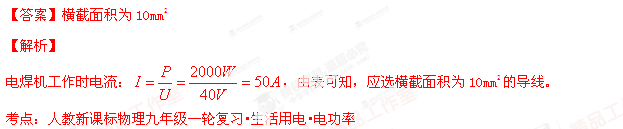 【答案】横截面积为10mm²
【解析】
电焊机工作时电流：I=P/U=2000W/40V=50A，由表可知，应选横截面积为10mm²的导线。
考点：人教新课标物理九年级一轮复习•生活用电•电功率